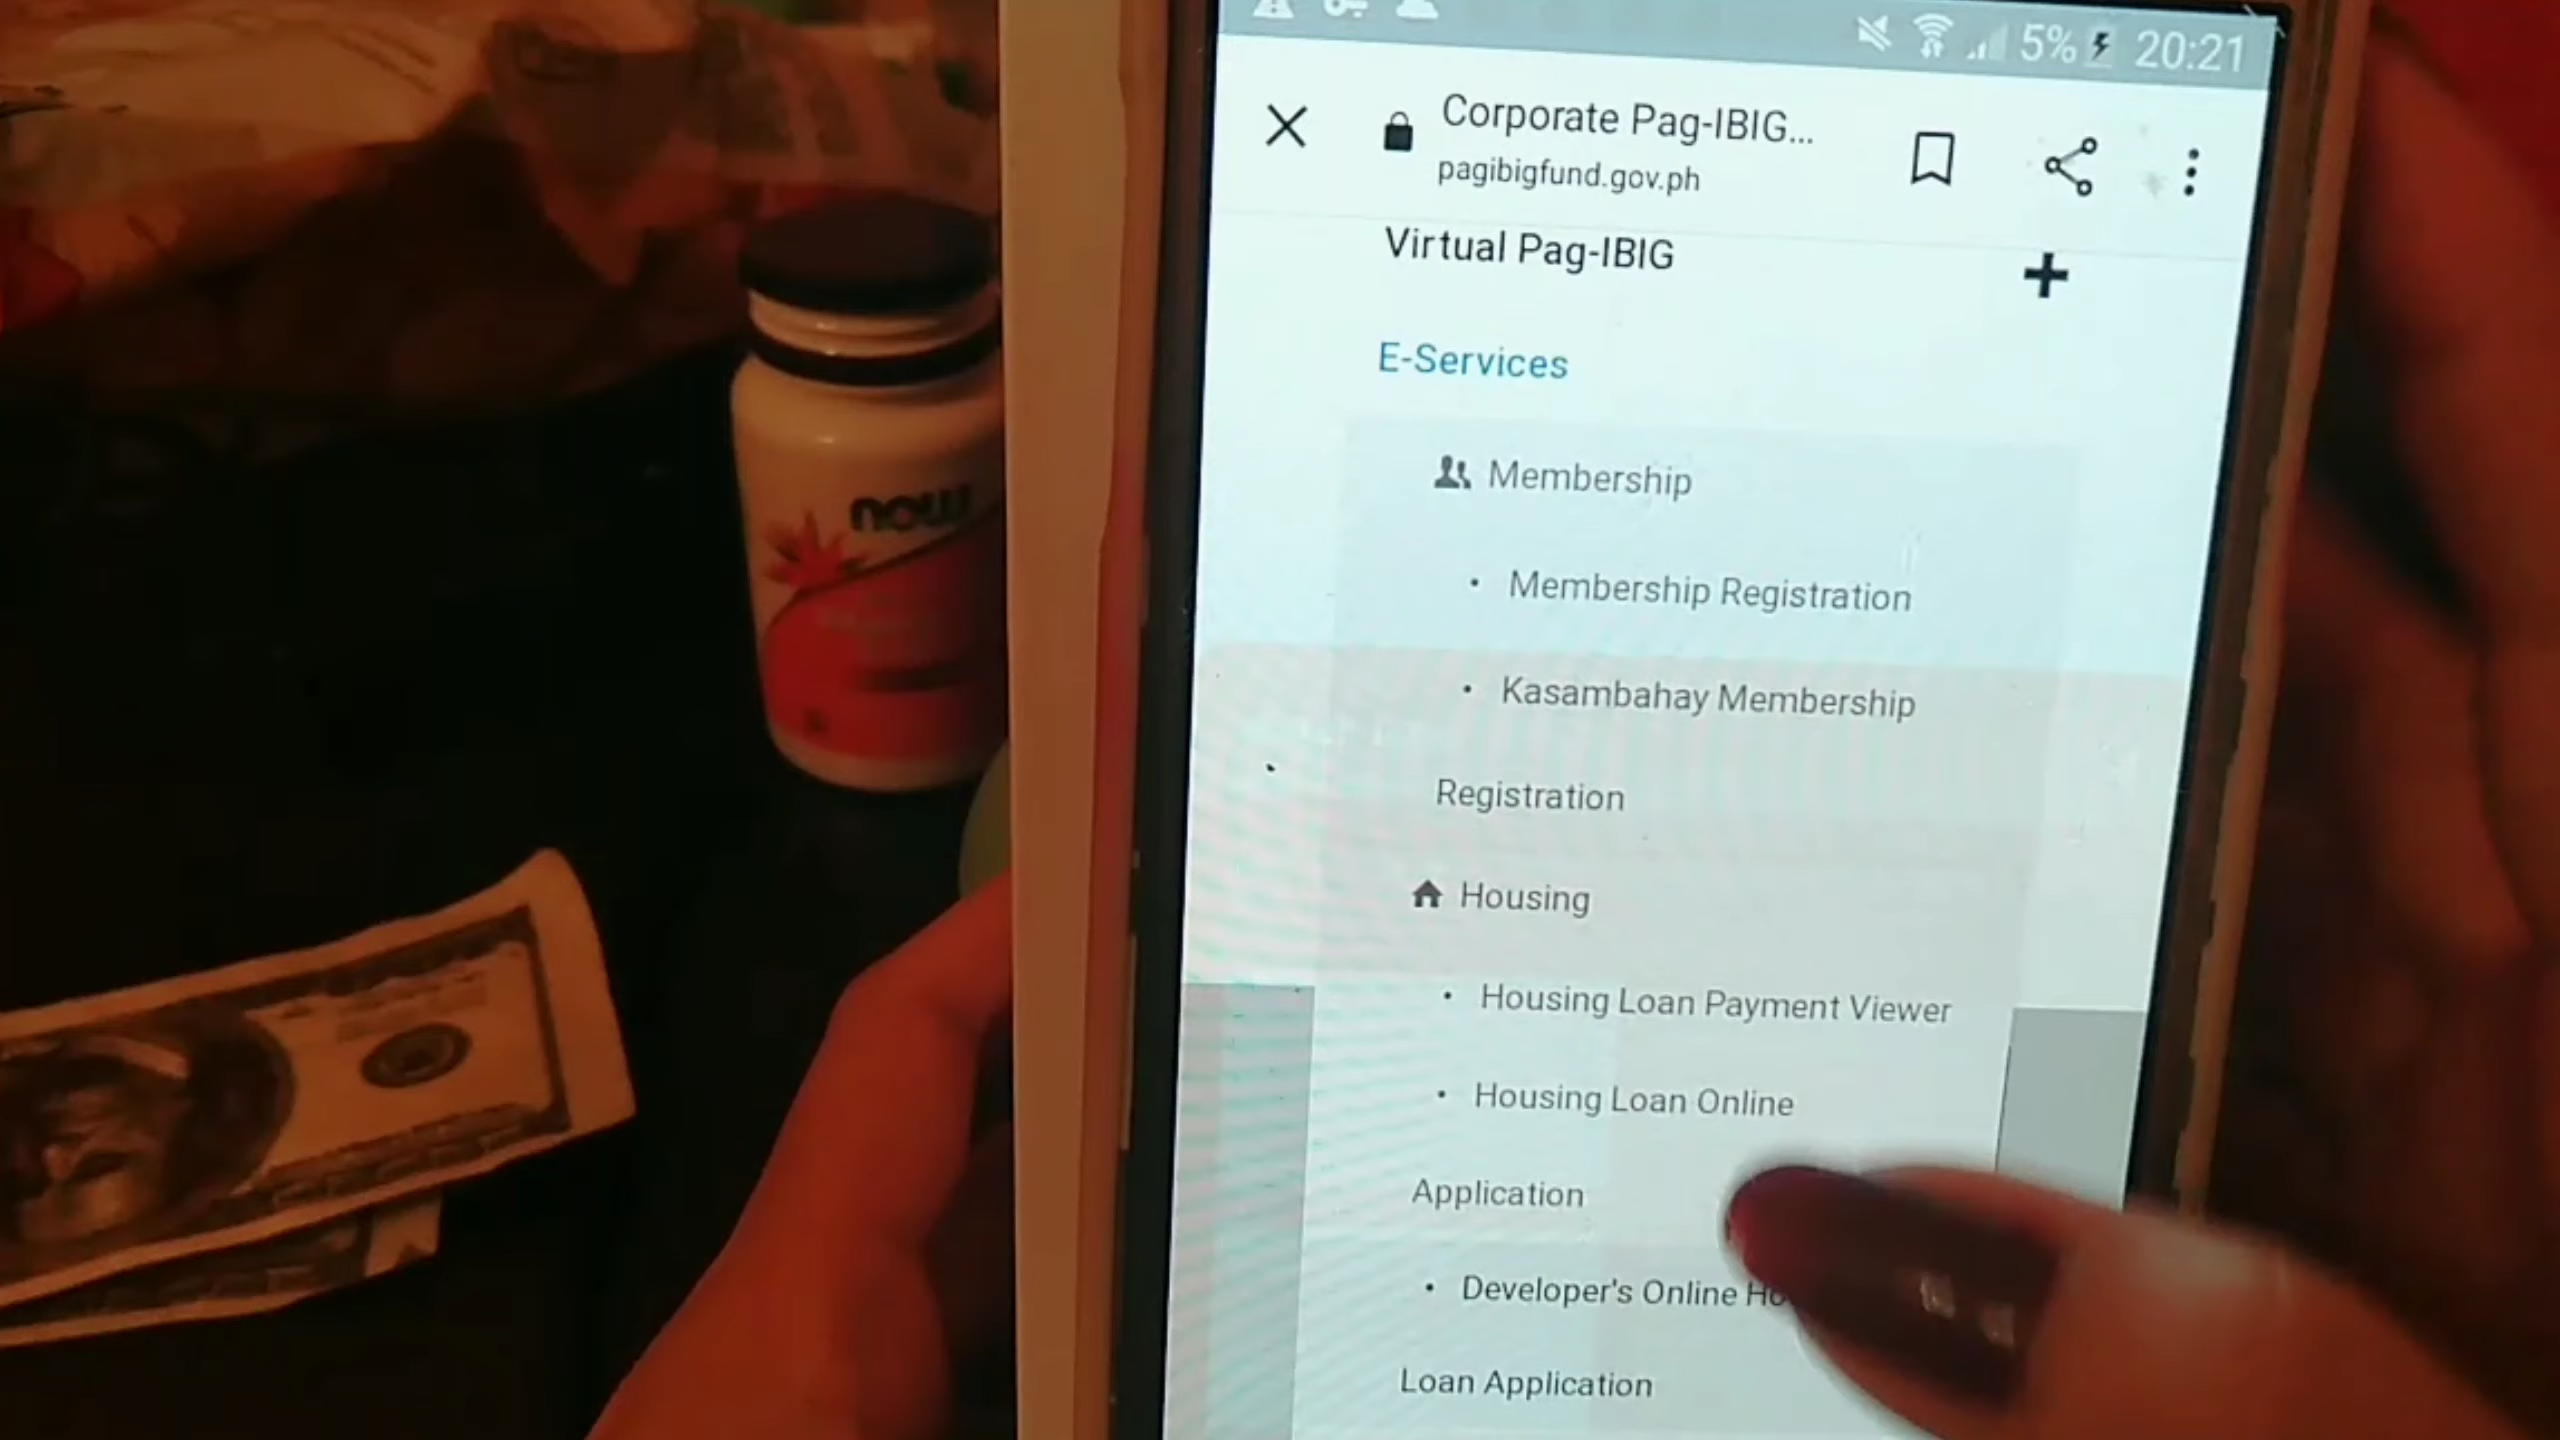 5% 20:21
Corporate Pag-IBIG...
pagibigfund.gov.ph
Virtual Pag-IBIG
E-Services
Membership
• Membership Registration
• Kasambahay Membership
Registration
Housing
• Housing Loan Payment Viewer
• Housing Loan Online
Application
• Developer's Online
Loan Application
now